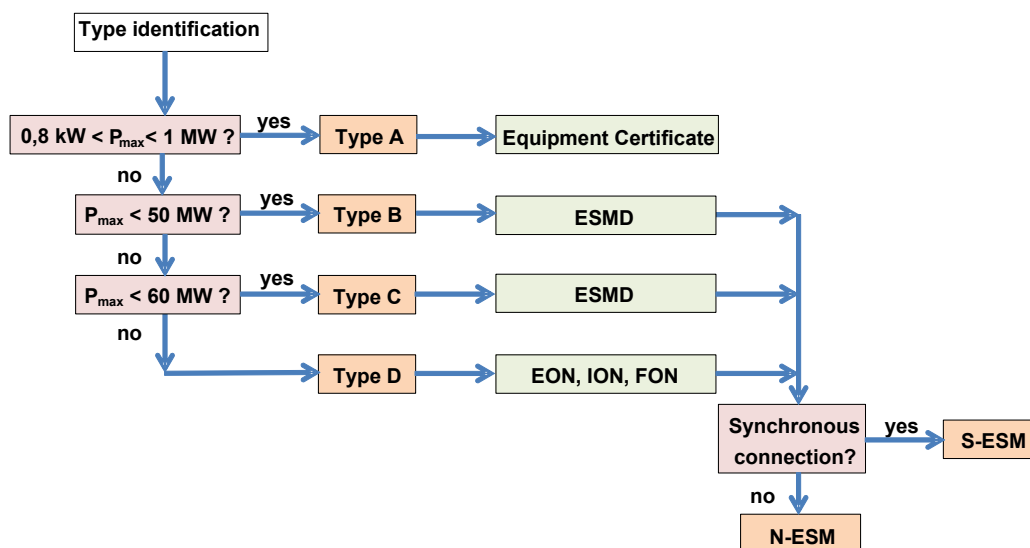 Type identification
0,8 kW < Pmax< 1 MW ?
yes
Type A
Equipment Certificate
no
Pmax < 50 MW ?
yes
Type B
ESMD
no
Pmax < 60 MW ?
yes
Type C
ESMD
no
Type D
EON, ION, FON
Synchronous
connection?
yes
S-ESM
no
N-ESM